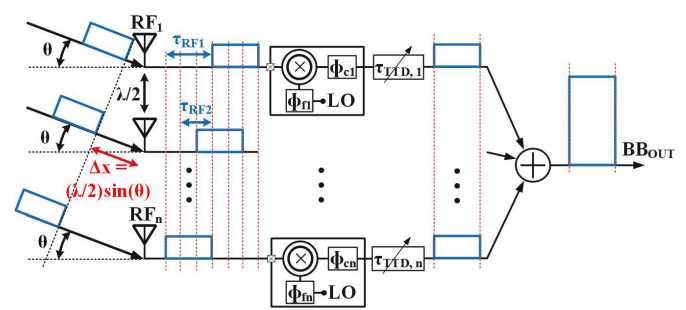 RF1
θ
τRF1
ϕc1
τTTD, 1
λ/2
ϕf1
LO
τRF2
θ
Δx =
(λ/2)sin(θ)
BBOUT
RFn
θ
ϕcn
τTTD, n
ϕfn
LO